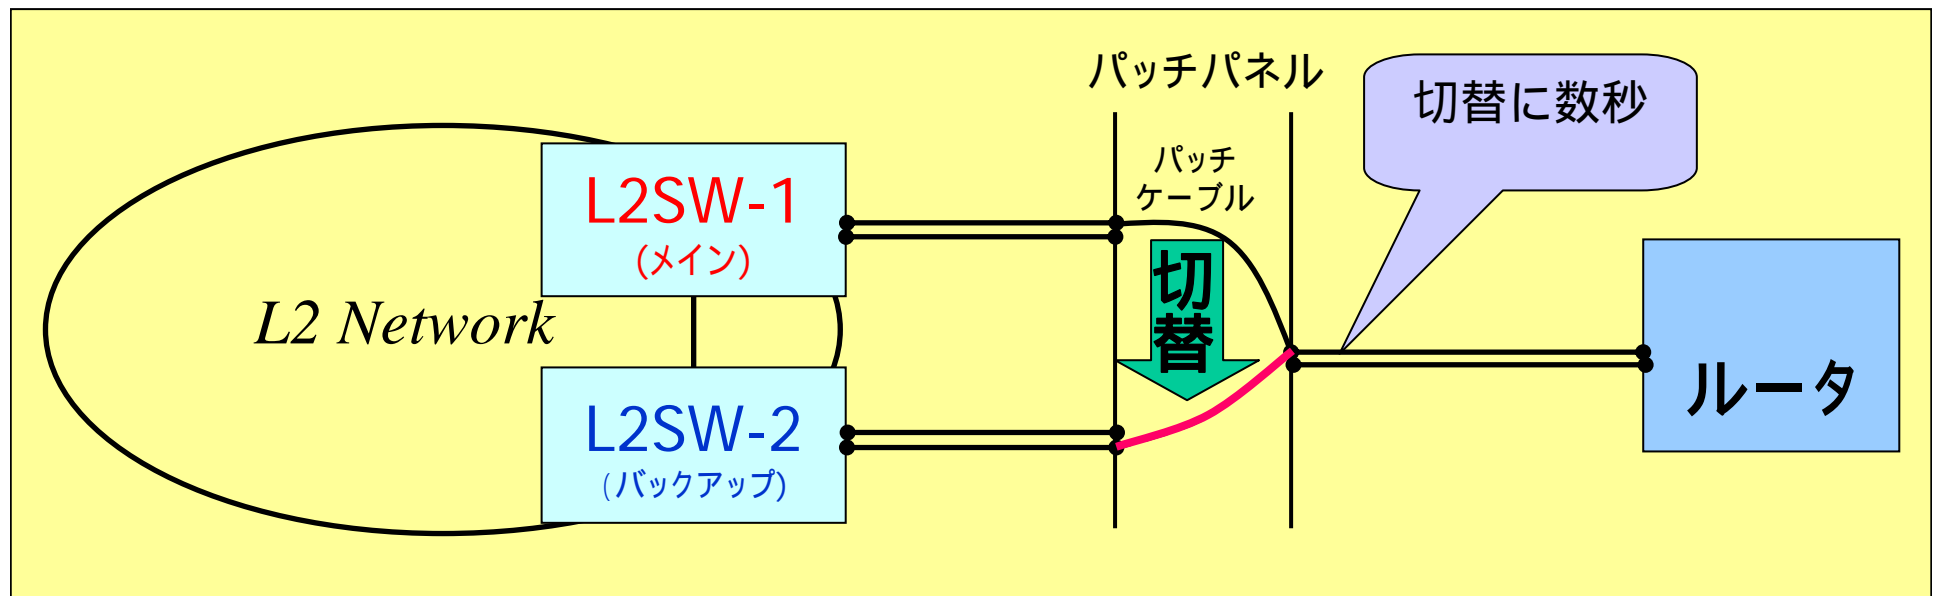 パッチパネル
切替に数秒
パッチ
ケーブル
L2SW-1
(メイン)
切
替
L2 Network
ルータ
L2SW-2
(バックアップ)